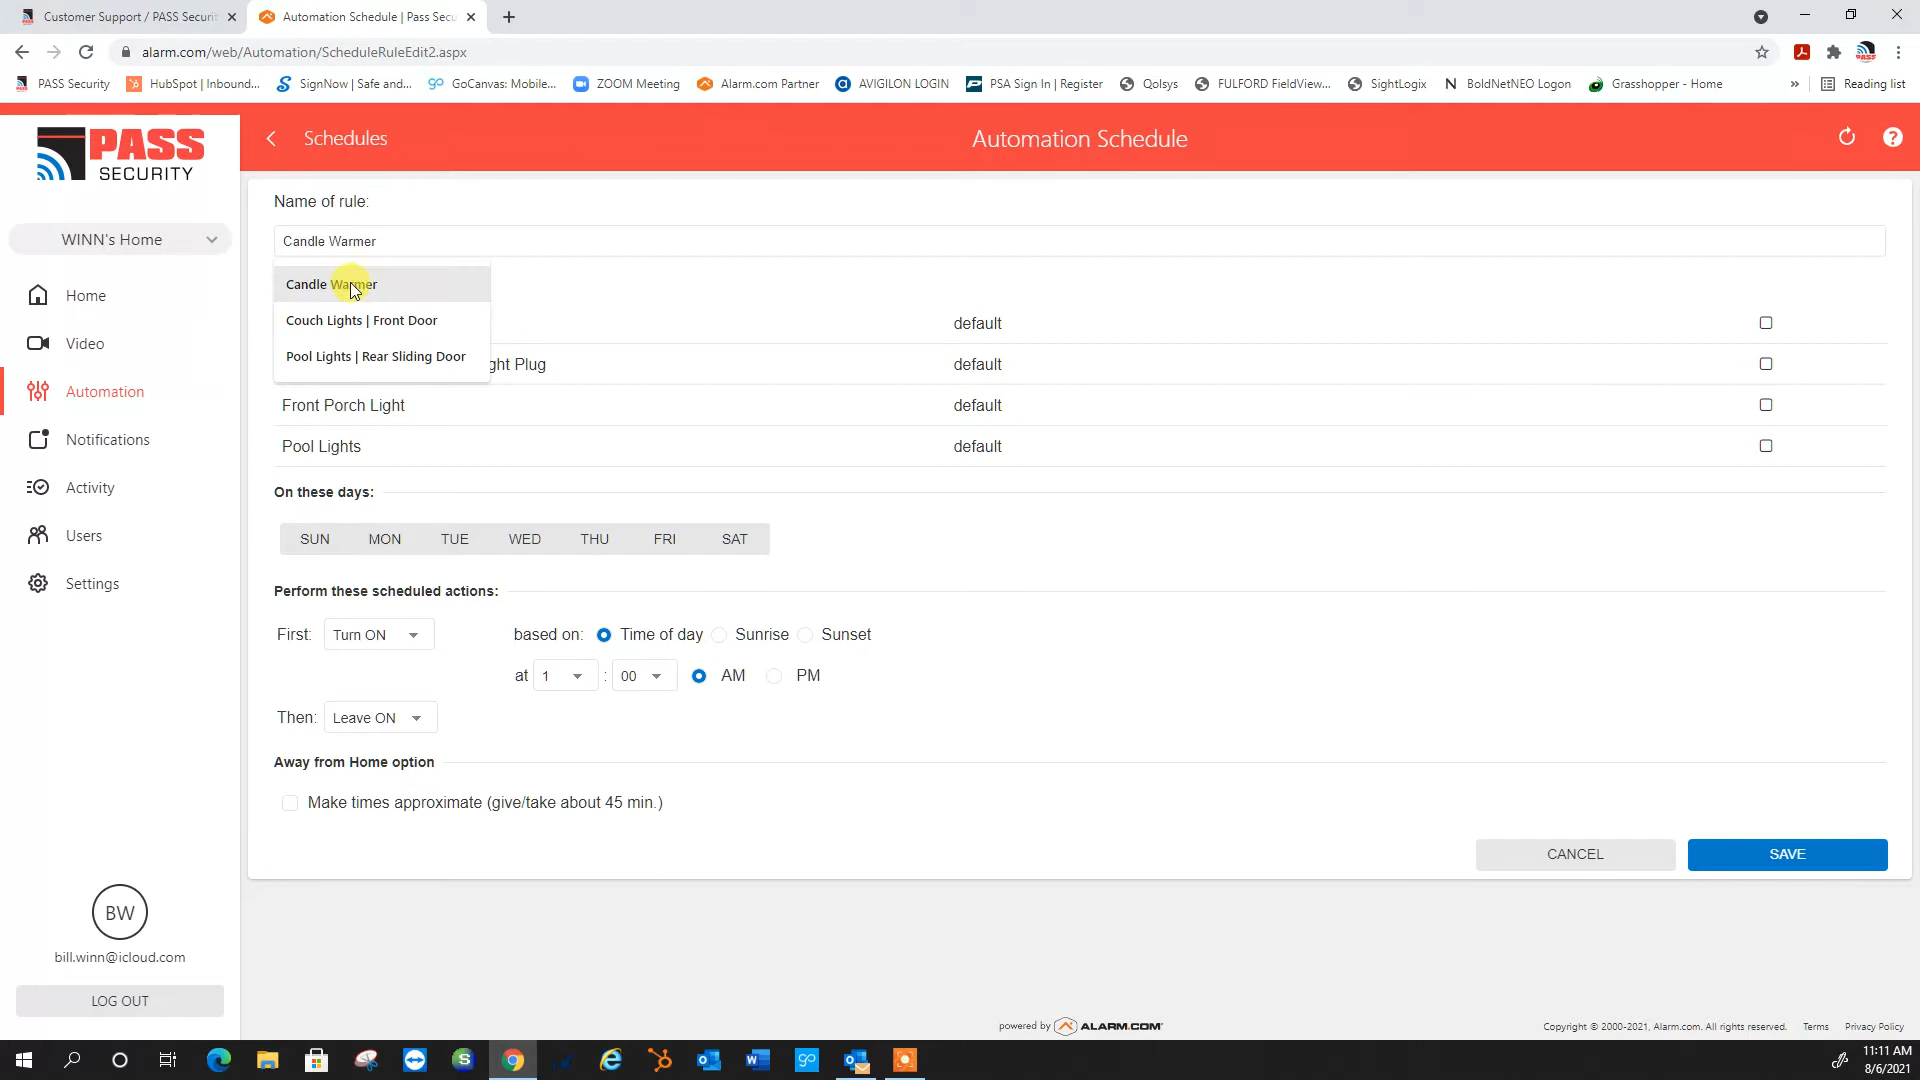 Customer Support / PASS Securit
Automation Schedule | Pass Secu
alarm.com/web/Automation/ScheduleRuleEdit2.aspx
PASS Security
HubSpot | Inbound...
SignNow | Safe and...
GoCanvas: Mobile...
ZOOM Meeting
Alarm.com Partner
AVIGILON LOGIN
PSA Sign In | Register
Qolsys
FULFORD FieldView...
SightLogix
BoldNetNEO Logon
Grasshopper - Home
»
Reading list
PASS
SECURITY
Schedules
Automation Schedule
WINN's Home
Home
Video
Automation
Notifications
Activity
Users
Settings
BW
bill.winn@icloud.com
LOG OUT
Name of rule:
Candle Warmer
Candle Warmer
Couch Lights | Front Door
Pool Lights | Rear Sliding Door
default
ght Plug default
Front Porch Light default
Pool Lights default
On these days:
SUN MON TUE WED THU FRI SAT
Perform these scheduled actions:
First: Turn ON based on: Time of day Sunrise Sunset
at 1 : 00 AM PM
Then: Leave ON
Away from Home option
Make times approximate (give/take about 45 min.)
CANCEL SAVE
powered by ALARM.COM
Copyright © 2000-2021, Alarm.com. All rights reserved. Terms Privacy Policy
11:11 AM
8/6/2021